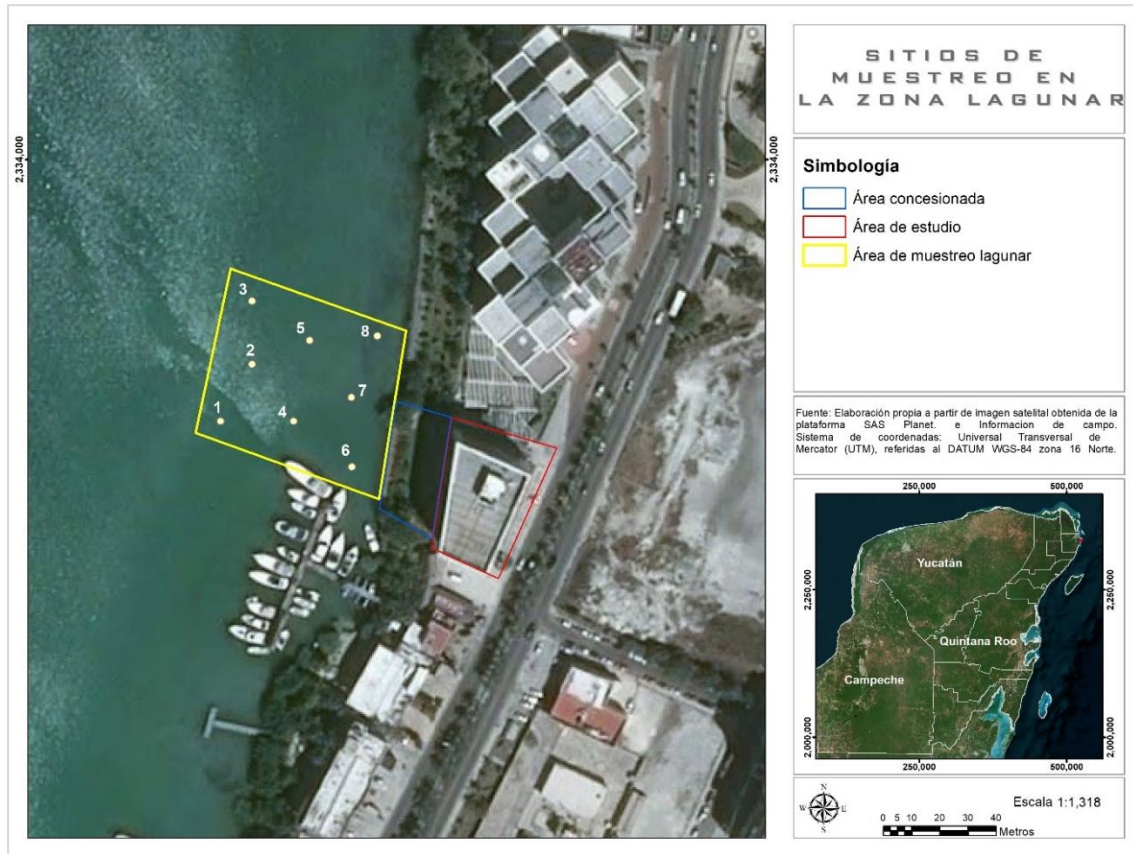 SITIOS DE
MUESTREO EN
LA ZONA LAGUNAR
2,334,000
2,334,000
3
5
8
2
7
1
4
6
Simbología
Área concesionada
Área de estudio
Área de muestreo lagunar
Fuente: Elaboración propia a partir de imagen satelital obtenida de la
plataforma SAS Planet. e Informacion de campo.
Sistema de coordenadas: Universal Transversal de
Mercator (UTM), referidas al DATUM WGS-84 zona 16 Norte.
250,000
500,000
2,250,000
2,250,000
Yucatán
Quintana Roo
Campeche
2,000,000
2,000,000
250,000
500,000
N
W
E
S
Escala 1:1,318
0 5 10 20 30 40
Metros